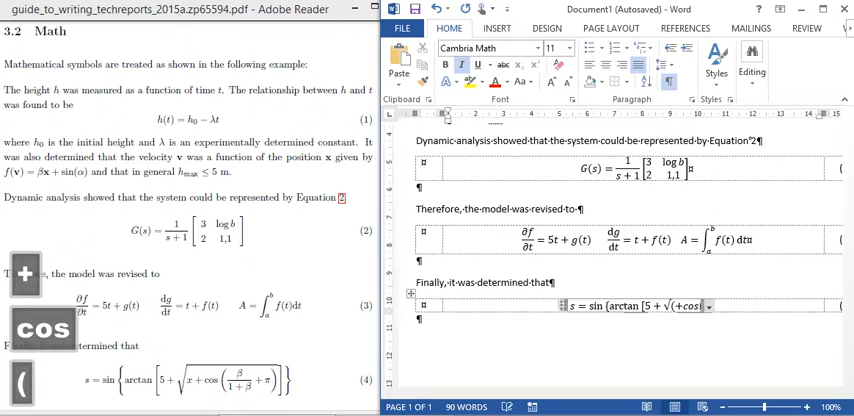 guide_to_writing_techreports_2015a.zp65594.pdf - Adobe Reader
3.2 Math
Mathematical symbols are treated as shown in the following example:
The height h was measured as a function of time t. The relationship between h and t
was found to be
h(t) = h₀ − λt (1)
where h₀ is the initial height and λ is an experimentally determined constant. It
was also determined that the velocity v was a function of the position x given by
f(v) = βx + sin(α) and that in general hmax ≤ 5 m.
Dynamic analysis showed that the system could be represented by Equation 2
G(s) = 1/(s+1) [3 log b
2 1,1] (2)
the model was revised to
∂f/∂t = 5t + g(t) dg/dt = t + f(t) A = ∫ₐᵇ f(t)dt (3)
determined that
s = sin { arctan [ 5 + √(x + cos ( β/(1+β) + π )) ] } (4)
+
cos
(
Document1 (Autosaved) - Word
FILE HOME INSERT DESIGN PAGE LAYOUT REFERENCES MAILINGS REVIEW
Cambria Math 11
Paste
Styles
Editing
Clipboard Font Paragraph Styles
Dynamic analysis showed that the system could be represented by Equation 2¶
G(s) = 1/(s+1) [3 log b
2 1,1]¤
¶
Therefore, the model was revised to ¶
∂f/∂t = 5t + g(t) dg/dt = t + f(t) A = ∫ₐᵇ f(t) dt¤
¶
Finally, it was determined that¶
s = sin {arctan [5 + √(+cos(
¶
PAGE 1 OF 1 90 WORDS 100%